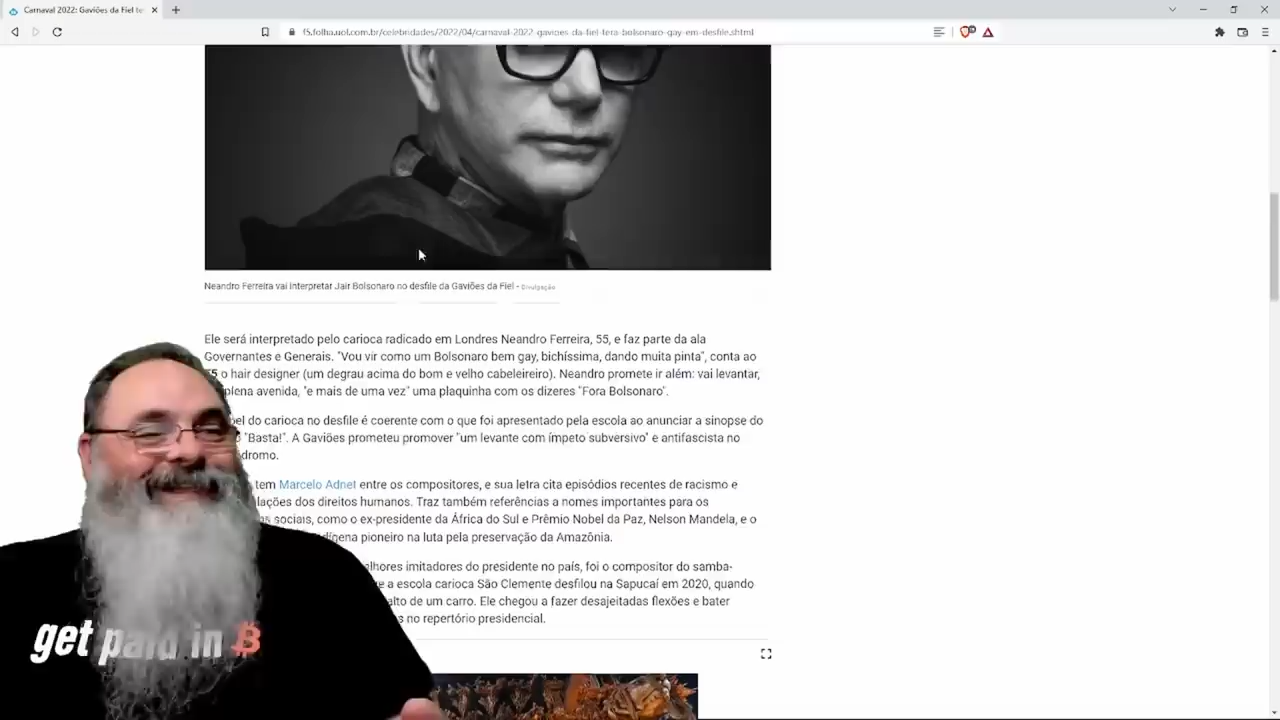 Carnaval 2022: Gaviões da Fiel te
f5.folha.uol.com.br/celebridades/2022/04/carnaval-2022-gavioes-da-fiel-tera-bolsonaro-gay-em-desfile.shtml
Neandro Ferreira vai interpretar Jair Bolsonaro no desfile da Gaviões da Fiel - Divulgação
Ele será interpretado pelo carioca radicado em Londres Neandro Ferreira, 55, e faz parte da ala
Governantes e Generais. "Vou vir como um Bolsonaro bem gay, bichíssima, dando muita pinta", conta ao
F5 o hair designer (um degrau acima do bom e velho cabeleireiro). Neandro promete ir além: vai levantar,
plena avenida, "e mais de uma vez" uma plaquinha com os dizeres "Fora Bolsonaro".
pel do carioca no desfile é coerente com o que foi apresentado pela escola ao anunciar a sinopse do
"Basta!". A Gaviões prometeu promover "um levante com ímpeto subversivo" e antifascista no
ódromo.
tem Marcelo Adnet entre os compositores, e sua letra cita episódios recentes de racismo e
lações dos direitos humanos. Traz também referências a nomes importantes para os
sociais, como o ex-presidente da África do Sul e Prêmio Nobel da Paz, Nelson Mandela, e o
dígena pioneiro na luta pela preservação da Amazônia.
lhores imitadores do presidente no país, foi o compositor do samba-
e a escola carioca São Clemente desfilou na Sapucaí em 2020, quando
alto de um carro. Ele chegou a fazer desajeitadas flexões e bater
s no repertório presidencial.
get paid in ₿